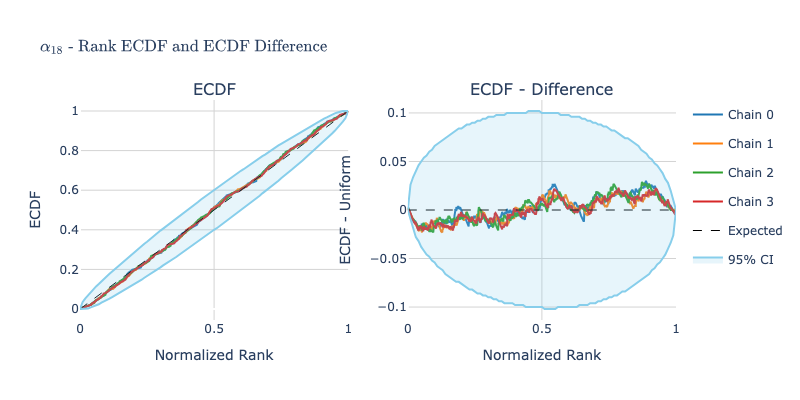 α₁₈ - Rank ECDF and ECDF Difference
ECDF
ECDF
1
0.8
0.6
0.4
0.2
0
0
0.5
1
Normalized Rank
ECDF - Difference
ECDF - Uniform
0.1
0.05
0
−0.05
−0.1
0
0.5
1
Normalized Rank
Chain 0
Chain 1
Chain 2
Chain 3
Expected
95% CI